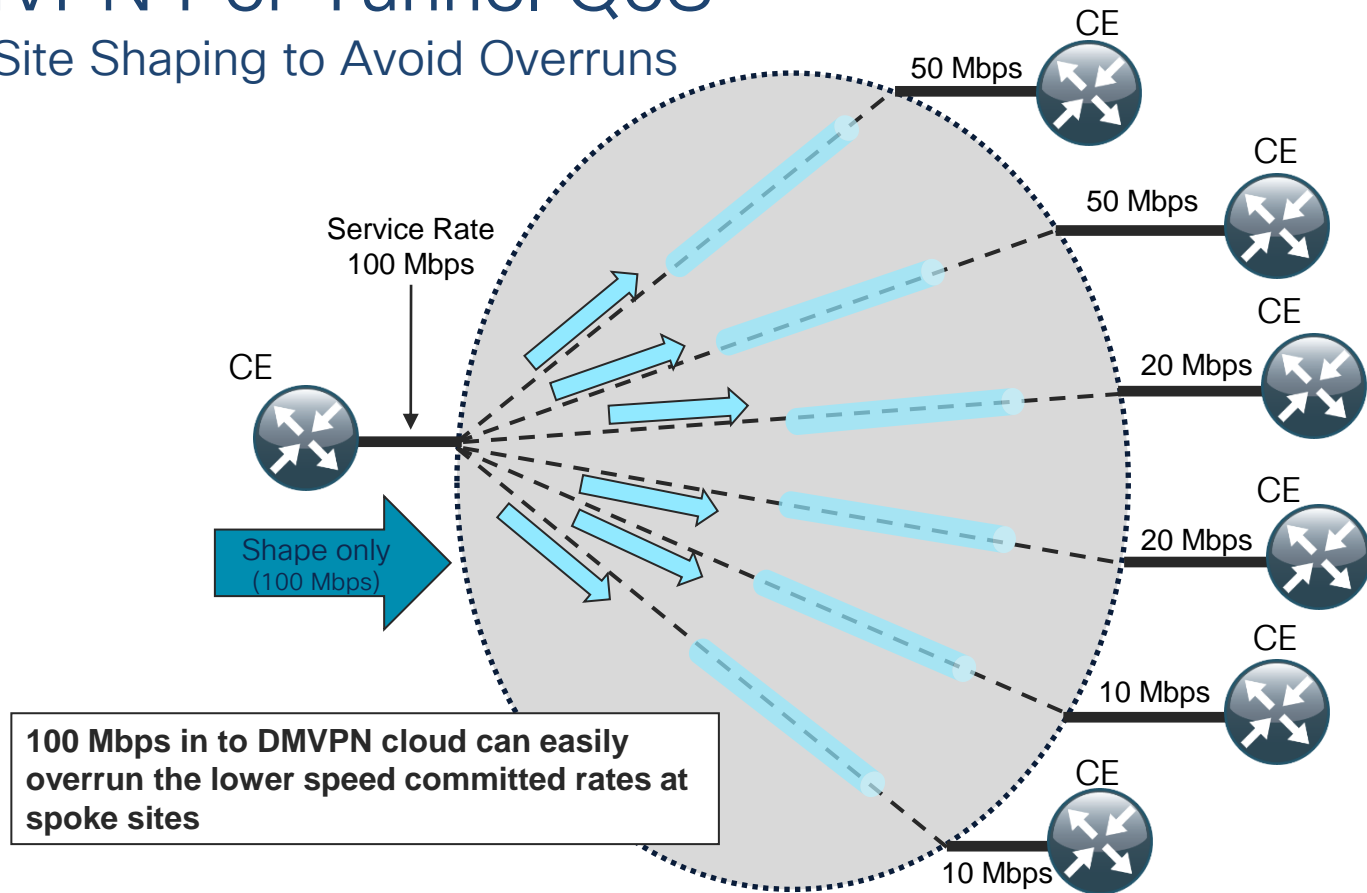 Site Shaping to Avoid Overruns
CE
50 Mbps
CE
50 Mbps
Service Rate
100 Mbps
CE
20 Mbps
CE
CE
20 Mbps
Shape only
(100 Mbps)
CE
10 Mbps
100 Mbps in to DMVPN cloud can easily
overrun the lower speed committed rates at
spoke sites
CE
10 Mbps